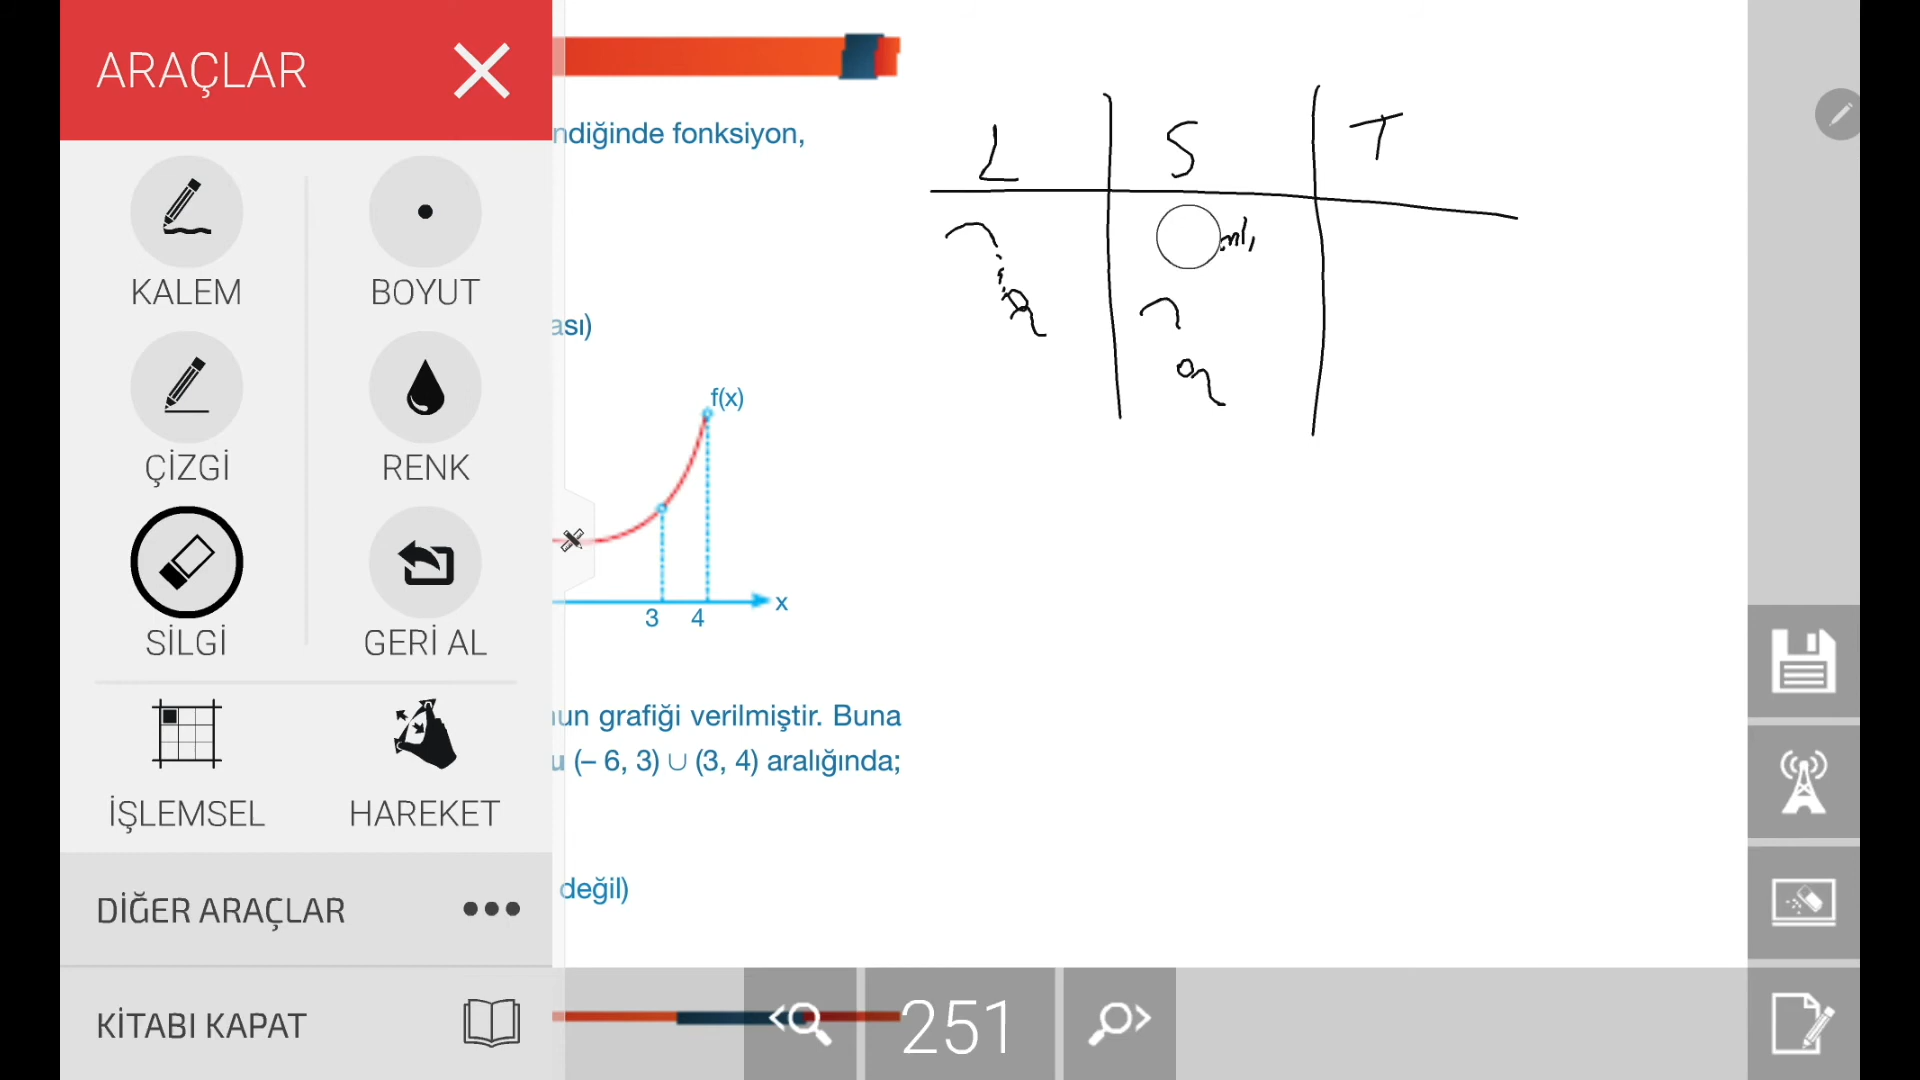 ARAÇLAR
KALEM
BOYUT
ÇİZGİ
RENK
SİLGİ
GERİ AL
İŞLEMSEL
HAREKET
DİĞER ARAÇLAR
KİTABI KAPAT
ndiğinde fonksiyon,
ası)
f(x)
x
3 4
un grafiği verilmiştir. Buna
(– 6, 3) ∪ (3, 4) aralığında;
değil)
L S T
251